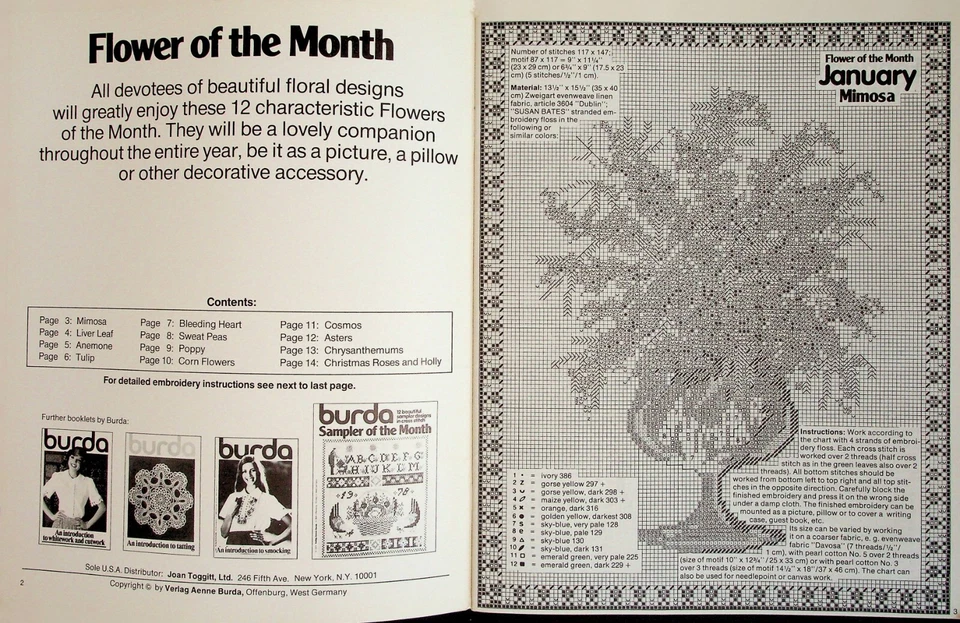 Flower of the Month
All devotees of beautiful floral designs
will greatly enjoy these 12 characteristic Flowers
of the Month. They will be a lovely companion
throughout the entire year, be it as a picture, a pillow
or other decorative accessory.
Contents:
Page 3: Mimosa
Page 4: Liver Leaf
Page 5: Anemone
Page 6: Tulip
Page 7: Bleeding Heart
Page 8: Sweat Peas
Page 9: Poppy
Page 10: Corn Flowers
Page 11: Cosmos
Page 12: Asters
Page 13: Chrysanthemums
Page 14: Christmas Roses and Holly
For detailed embroidery instructions see next to last page.
Further booklets by Burda:
burda
An introduction
to whitework and cutwork
burda
An introduction to tatting
burda
An introduction to smocking
burda
12 beautiful
sampler designs
in cross stitch
Sampler of the Month
ABCDEFG
HIJKLM
19 78
Sole U.S.A. Distributor: Joan Toggitt, Ltd. 246 Fifth Ave. New York, N.Y. 10001
Copyright © by Verlag Aenne Burda, Offenburg, West Germany
2
Number of stitches 117 x 147;
motif 87 x 117 = 9" x 11¼"
(23 x 29 cm) or 6¾" x 9" (17.5 x 23
cm) (5 stitches/½"/1 cm).
Material: 13½" x 15½" (35 x 40
cm) Zweigart evenweave linen
fabric, article 3604 "Dublin";
"SUSAN BATES" stranded em-
broidery floss in the
following or
similar colors:
Flower of the Month
January
Mimosa
1 • = ivory 386
2 Z = gorse yellow 297 +
3 = gorse yellow, dark 298 +
4 = maize yellow, dark 303 +
5 x = orange, dark 316
6 = golden yellow, darkest 308
7 S = sky-blue, very pale 128
8 e = sky-blue, pale 129
9 △ = sky-blue 130
10 = sky-blue, dark 131
11 □ = emerald green, very pale 225
12 ■ = emerald green, dark 229 +
Instructions: Work according to
the chart with 4 strands of embroi-
dery floss. Each cross stitch is
worked over 2 threads (half cross
stitch as in the green leaves also over 2
threads). All bottom stitches should be
worked from bottom left to top right and all top stit-
ches in the opposite direction. Carefully block the
finished embroidery and press it on the wrong side
under a damp cloth. The finished embroidery can be
mounted as a picture, pillow or to cover a writing
case, guest book, etc.
Its size can be varied by working
it on a coarser fabric, e.g. evenweave
fabric "Davosa" (7 threads/½"/
1 cm), with pearl cotton No. 5 over 2 threads
(size of motif 10" x 12¾" / 25 x 33 cm) or with pearl cotton No. 3
over 3 threads (size of motif 14½" x 18"/37 x 46 cm). The chart can
also be used for needlepoint or canvas work.
3